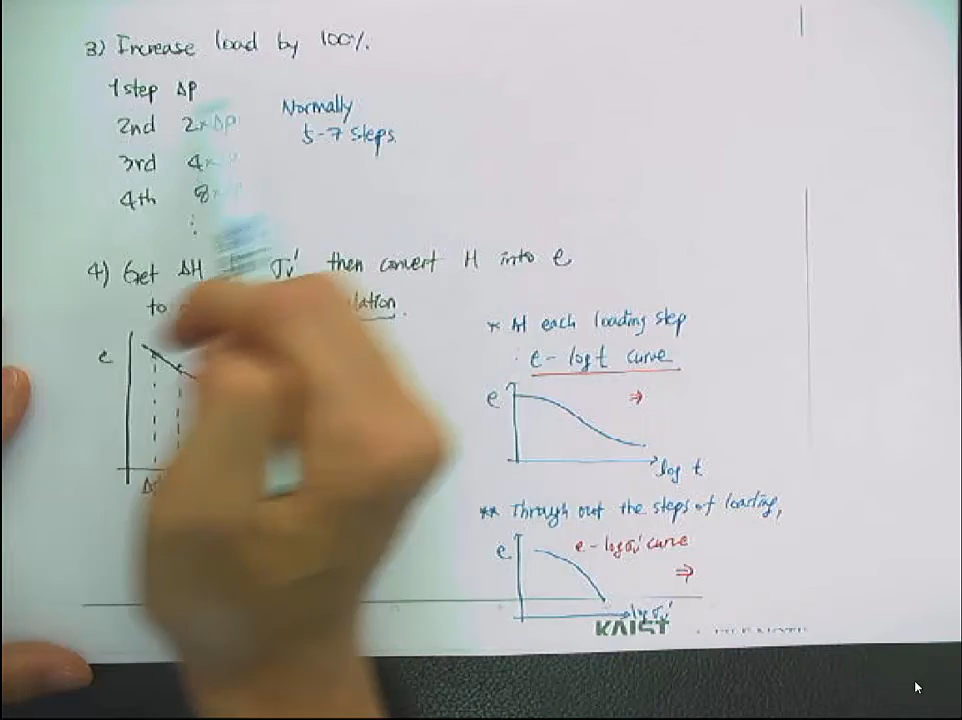 3) Increase load by 100%.
1 step ΔP
2nd 2×ΔP
3rd 4×
4th 8×
⋮
Normally
5-7 steps.
4) Get ΔH σv' then convert H into e
to
e
* At each loading step
: e - log t curve
e ⇒
log t
** Through out the steps of loading,
e e - log σv' curve
⇒
log σv'
KAIST